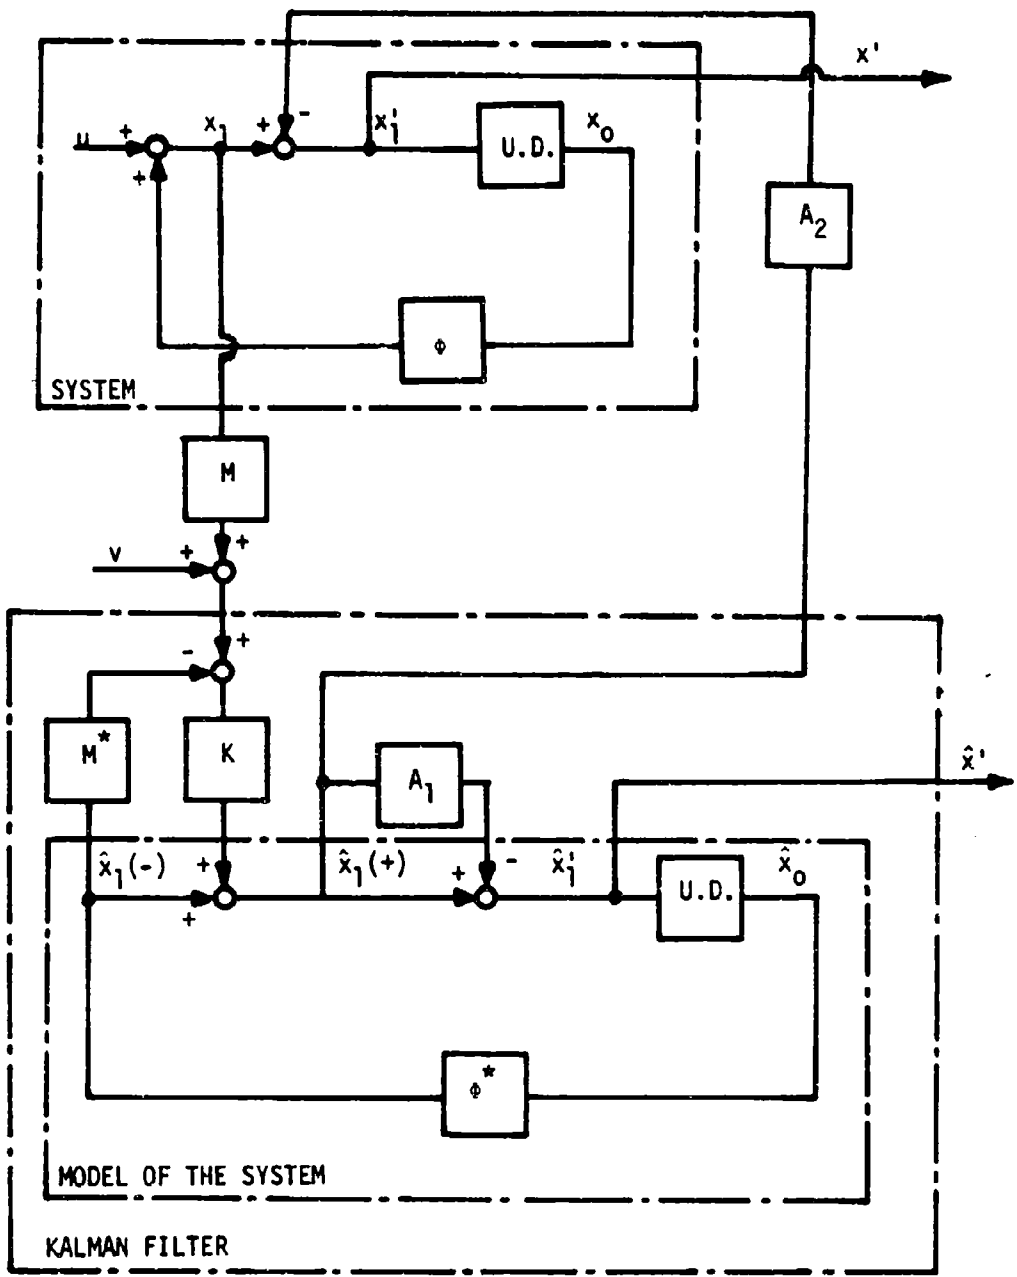 x'
u + x₁ + - x₁' U.D. x₀
+
A₂
Φ
SYSTEM
M
v + +
- +
M* K A₁ x̂'
x̂₁(-) + x̂₁(+) + - x̂₁' U.D. x̂₀
+
Φ*
MODEL OF THE SYSTEM
KALMAN FILTER